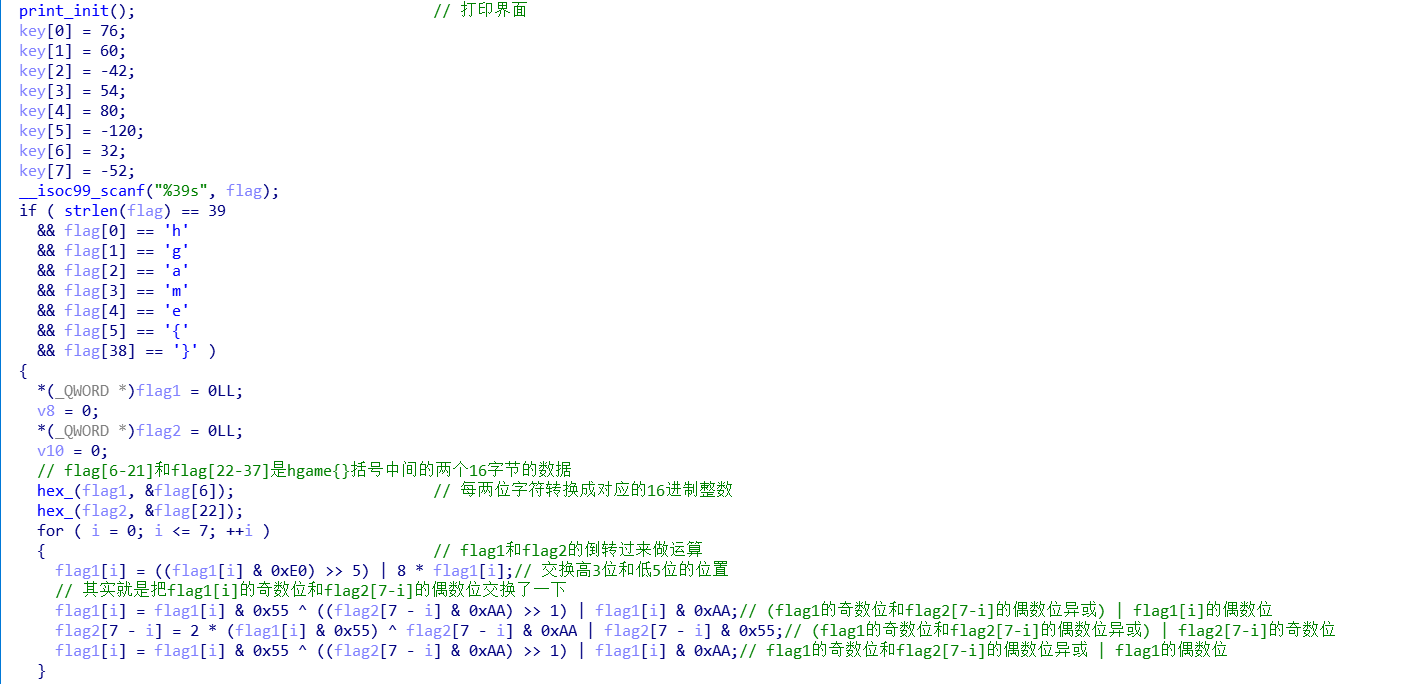 print_init(); // 打印界面
key[0] = 76;
key[1] = 60;
key[2] = -42;
key[3] = 54;
key[4] = 80;
key[5] = -120;
key[6] = 32;
key[7] = -52;
__isoc99_scanf("%39s", flag);
if ( strlen(flag) == 39
&& flag[0] == 'h'
&& flag[1] == 'g'
&& flag[2] == 'a'
&& flag[3] == 'm'
&& flag[4] == 'e'
&& flag[5] == '{'
&& flag[38] == '}' )
{
*(_QWORD *)flag1 = 0LL;
v8 = 0;
*(_QWORD *)flag2 = 0LL;
v10 = 0;
// flag[6-21]和flag[22-37]是hgame{}括号中间的两个16字节的数据
hex_(flag1, &flag[6]); // 每两位字符转换成对应的16进制整数
hex_(flag2, &flag[22]);
for ( i = 0; i <= 7; ++i )
{ // flag1和flag2的倒转过来做运算
flag1[i] = ((flag1[i] & 0xE0) >> 5) | 8 * flag1[i];// 交换高3位和低5位的位置
// 其实就是把flag1[i]的奇数位和flag2[7-i]的偶数位交换了一下
flag1[i] = flag1[i] & 0x55 ^ ((flag2[7 - i] & 0xAA) >> 1) | flag1[i] & 0xAA;// (flag1的奇数位和flag2[7-i]的偶数位异或) | flag1[i]的偶数位
flag2[7 - i] = 2 * (flag1[i] & 0x55) ^ flag2[7 - i] & 0xAA | flag2[7 - i] & 0x55;// (flag1的奇数位和flag2[7-i]的偶数位异或) | flag2[7-i]的奇数位
flag1[i] = flag1[i] & 0x55 ^ ((flag2[7 - i] & 0xAA) >> 1) | flag1[i] & 0xAA;// flag1的奇数位和flag2[7-i]的偶数位异或 | flag1的偶数位
}